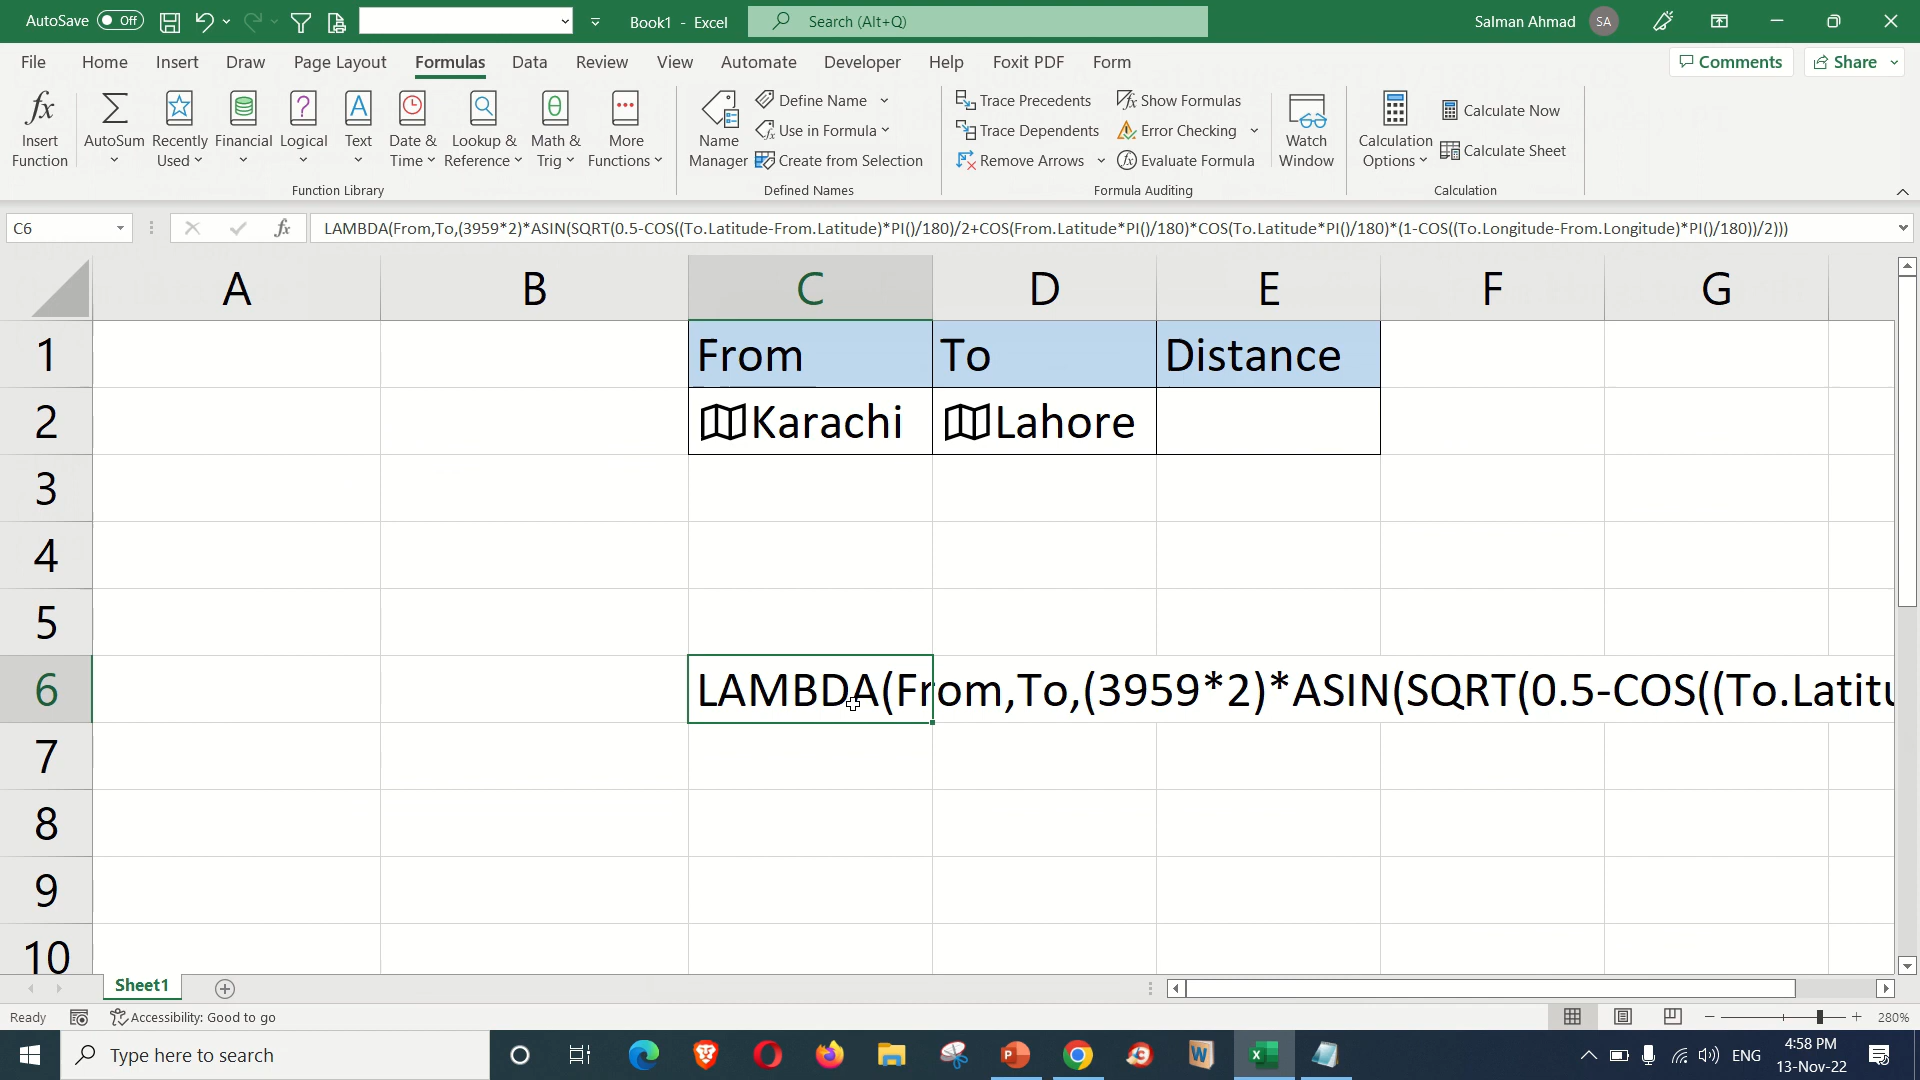 AutoSave Off Book1 - Excel Search (Alt+Q) Salman Ahmad SA
File Home Insert Draw Page Layout Formulas Data Review View Automate Developer Help Foxit PDF Form Comments Share
Insert Function
AutoSum
Recently Used
Financial
Logical
Text
Date & Time
Lookup & Reference
Math & Trig
More Functions
Function Library
Name Manager
Define Name
Use in Formula
Create from Selection
Defined Names
Trace Precedents
Trace Dependents
Remove Arrows
Show Formulas
Error Checking
Evaluate Formula
Formula Auditing
Watch Window
Calculation Options
Calculate Now
Calculate Sheet
Calculation
C6 fx LAMBDA(From,To,(3959*2)*ASIN(SQRT(0.5-COS((To.Latitude-From.Latitude)*PI()/180)/2+COS(From.Latitude*PI()/180)*COS(To.Latitude*PI()/180)*(1-COS((To.Longitude-From.Longitude)*PI()/180))/2)))
A B C D E F G
1 From To Distance
2 Karachi Lahore
3
4
5
6 LAMBDA(From,To,(3959*2)*ASIN(SQRT(0.5-COS((To.Latitu
7
8
9
10
Sheet1
Ready Accessibility: Good to go 280%
Type here to search ENG 4:58 PM
13-Nov-22